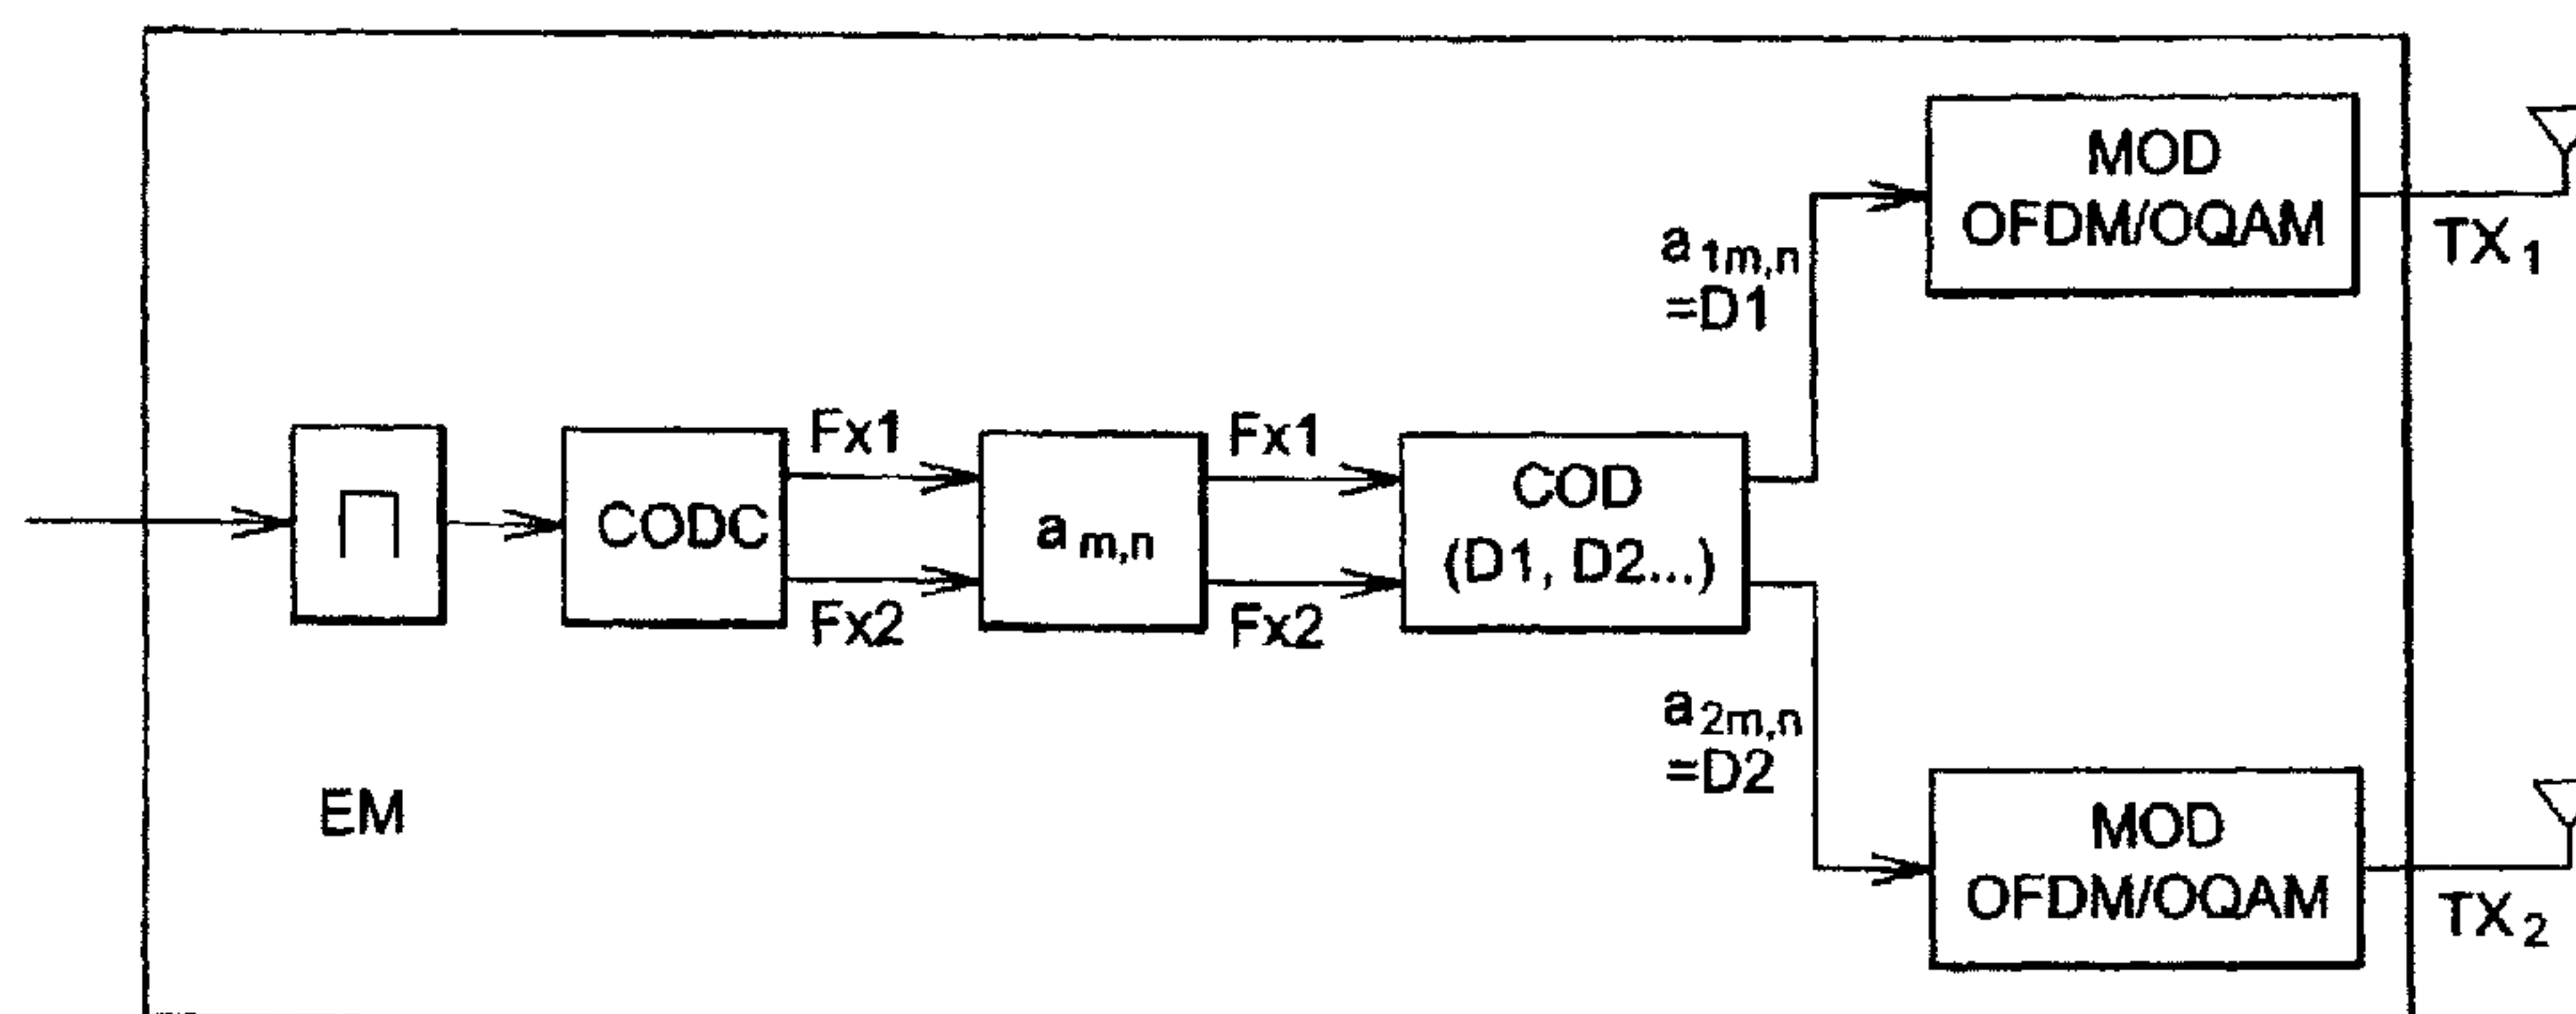 MOD
OFDM/OQAM
TX 1
a 1m,n
=D1
Fx1
Fx1
∏
CODC
a m,n
COD
(D1, D2...)
Fx2
Fx2
a 2m,n
=D2
EM
MOD
OFDM/OQAM
TX 2